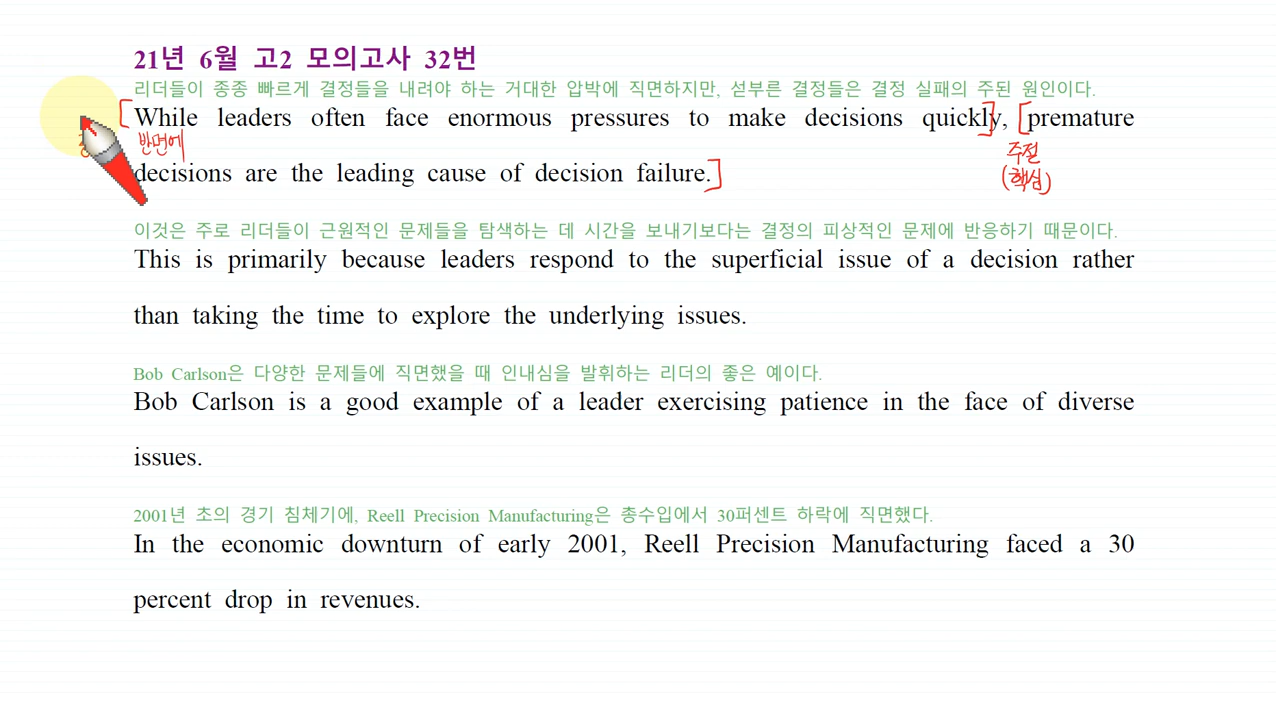 21년 6월 고2 모의고사 32번
리더들이 종종 빠르게 결정들을 내려야 하는 거대한 압박에 직면하지만, 섣부른 결정들은 결정 실패의 주된 원인이다.
While leaders often face enormous pressures to make decisions quickly, premature
반면에
주절
(핵심)
decisions are the leading cause of decision failure.
이것은 주로 리더들이 근원적인 문제들을 탐색하는 데 시간을 보내기보다는 결정의 피상적인 문제에 반응하기 때문이다.
This is primarily because leaders respond to the superficial issue of a decision rather
than taking the time to explore the underlying issues.
Bob Carlson은 다양한 문제들에 직면했을 때 인내심을 발휘하는 리더의 좋은 예이다.
Bob Carlson is a good example of a leader exercising patience in the face of diverse
issues.
2001년 초의 경기 침체기에, Reell Precision Manufacturing은 총수입에서 30퍼센트 하락에 직면했다.
In the economic downturn of early 2001, Reell Precision Manufacturing faced a 30
percent drop in revenues.